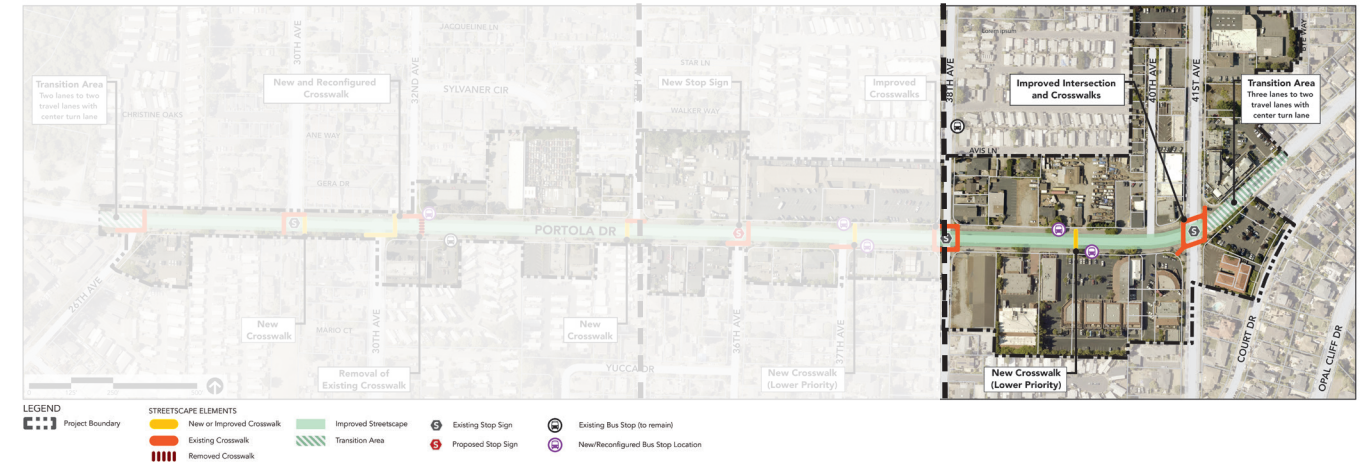 JACQUELINE LN
30TH AVE
32ND AVE
STAR LN
38TH AVE
Lorem ipsum
40TH AVE
41ST AVE
Transition Area
Two lanes to two
travel lanes with
center turn lane
New and Reconfigured
Crosswalk
SYLVANER CIR
New Stop Sign
Improved
Crosswalks
Improved Intersection
and Crosswalks
Transition Area
Three lanes to two
travel lanes with
center turn lane
CHRISTINE OAKS
WALKER WAY
AVIS LN
GEBA DR
PORTOLA DR
S
S
S
S
26TH AVE
New
Crosswalk
MARIO CT
30TH AVE
New
Crosswalk
36TH AVE
37TH AVE
COURT DR
OPAL CLIFF DR
Removal of
Existing Crosswalk
YUCCA DR
New Crosswalk
(Lower Priority)
New Crosswalk
(Lower Priority)
LEGEND
Project Boundary
STREETSCAPE ELEMENTS
New or Improved Crosswalk
Existing Crosswalk
Removed Crosswalk
Improved Streetscape
Transition Area
S Existing Stop Sign
S Proposed Stop Sign
Existing Bus Stop (to remain)
New/Reconfigured Bus Stop Location